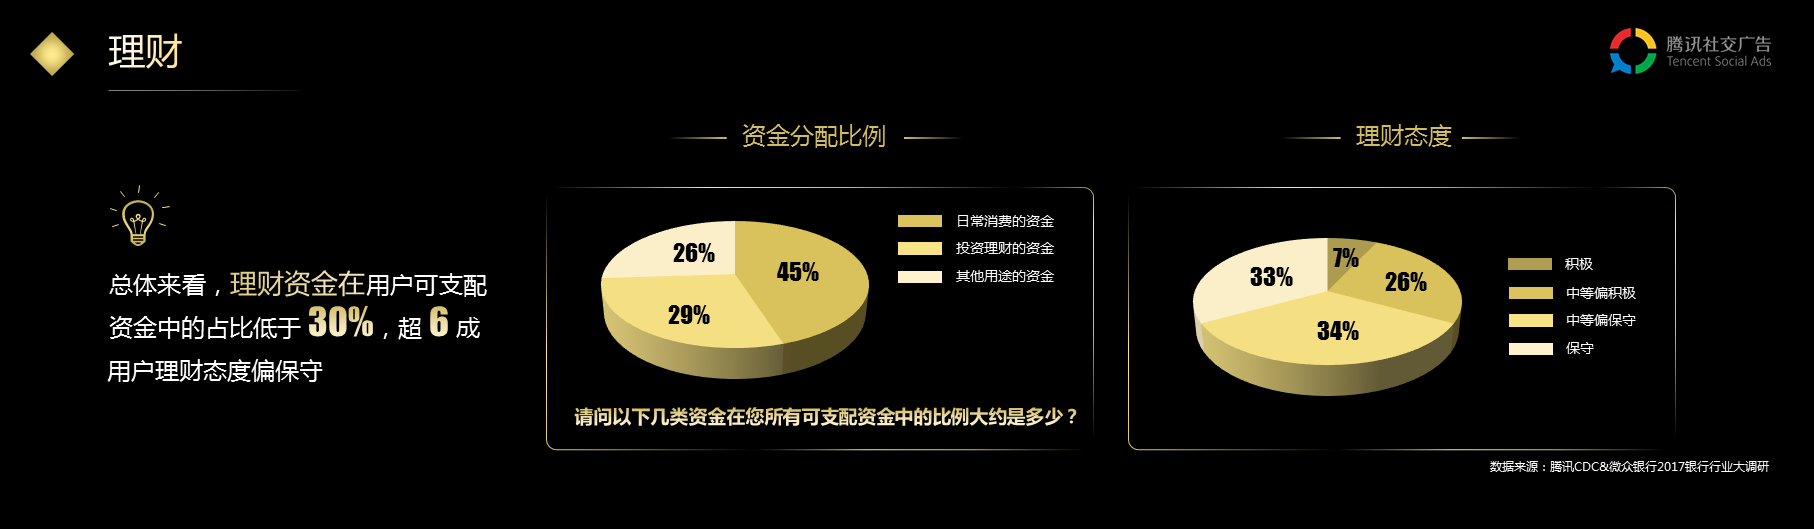 理财
腾讯社交广告
Tencent Social Ads
总体来看，理财资金在用户可支配
资金中的占比低于 30%，超 6 成
用户理财态度偏保守
资金分配比例
26%
45%
29%
日常消费的资金
投资理财的资金
其他用途的资金
请问以下几类资金在您所有可支配资金中的比例大约是多少？
理财态度
7%
33%
26%
34%
积极
中等偏积极
中等偏保守
保守
数据来源：腾讯CDC&微众银行2017银行行业大调研